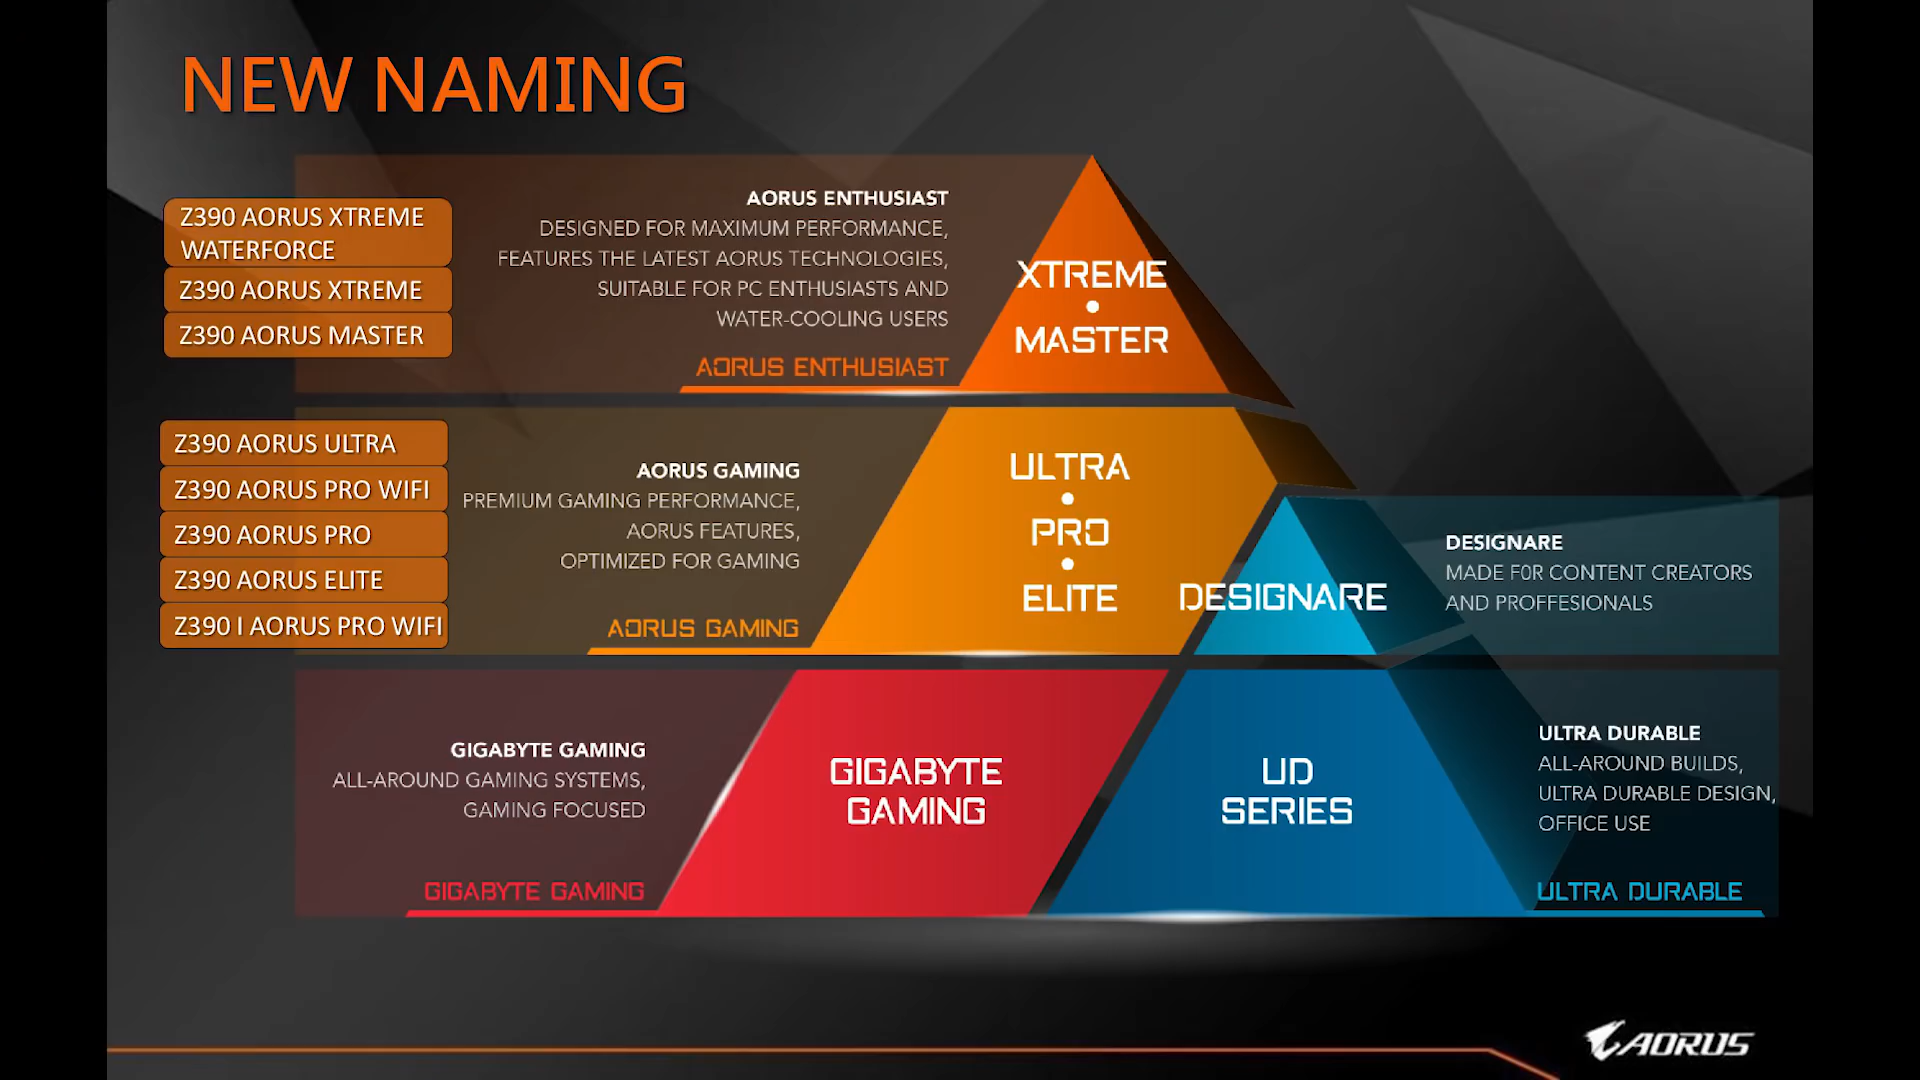 NEW NAMING
Z390 AORUS XTREME
WATERFORCE
Z390 AORUS XTREME
Z390 AORUS MASTER
AORUS ENTHUSIAST
DESIGNED FOR MAXIMUM PERFORMANCE,
FEATURES THE LATEST AORUS TECHNOLOGIES,
SUITABLE FOR PC ENTHUSIASTS AND
WATER-COOLING USERS
AORUS ENTHUSIAST
XTREME
•
MASTER
Z390 AORUS ULTRA
Z390 AORUS PRO WIFI
Z390 AORUS PRO
Z390 AORUS ELITE
Z390 I AORUS PRO WIFI
AORUS GAMING
PREMIUM GAMING PERFORMANCE,
AORUS FEATURES,
OPTIMIZED FOR GAMING
AORUS GAMING
ULTRA
•
PRO
•
ELITE
DESIGNARE
DESIGNARE
MADE F0R CONTENT CREATORS
AND PROFFESIONALS
GIGABYTE GAMING
ALL-AROUND GAMING SYSTEMS,
GAMING FOCUSED
GIGABYTE GAMING
GIGABYTE
GAMING
UD
SERIES
ULTRA DURABLE
ALL-AROUND BUILDS,
ULTRA DURABLE DESIGN,
OFFICE USE
ULTRA DURABLE
AORUS